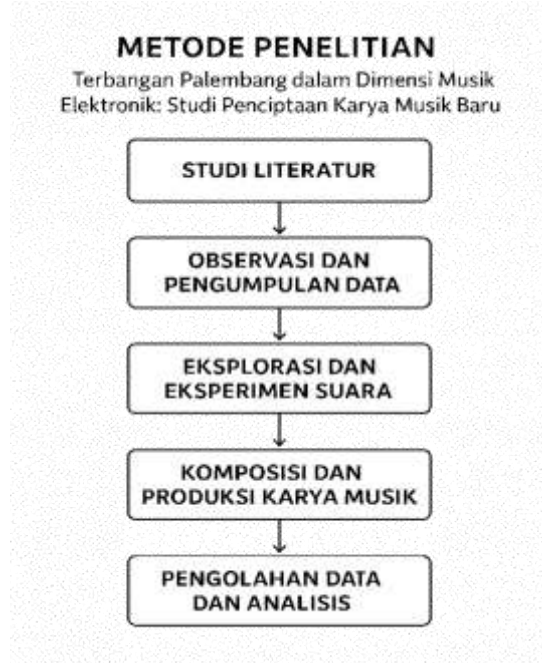 METODE PENELITIAN
Terbangan Palembang dalam Dimensi Musik
Elektronik: Studi Penciptaan Karya Musik Baru
STUDI LITERATUR
OBSERVASI DAN
PENGUMPULAN DATA
EKSPLORASI DAN
EKSPERIMEN SUARA
KOMPOSISI DAN
PRODUKSI KARYA MUSIK
PENGOLAHAN DATA
DAN ANALISIS